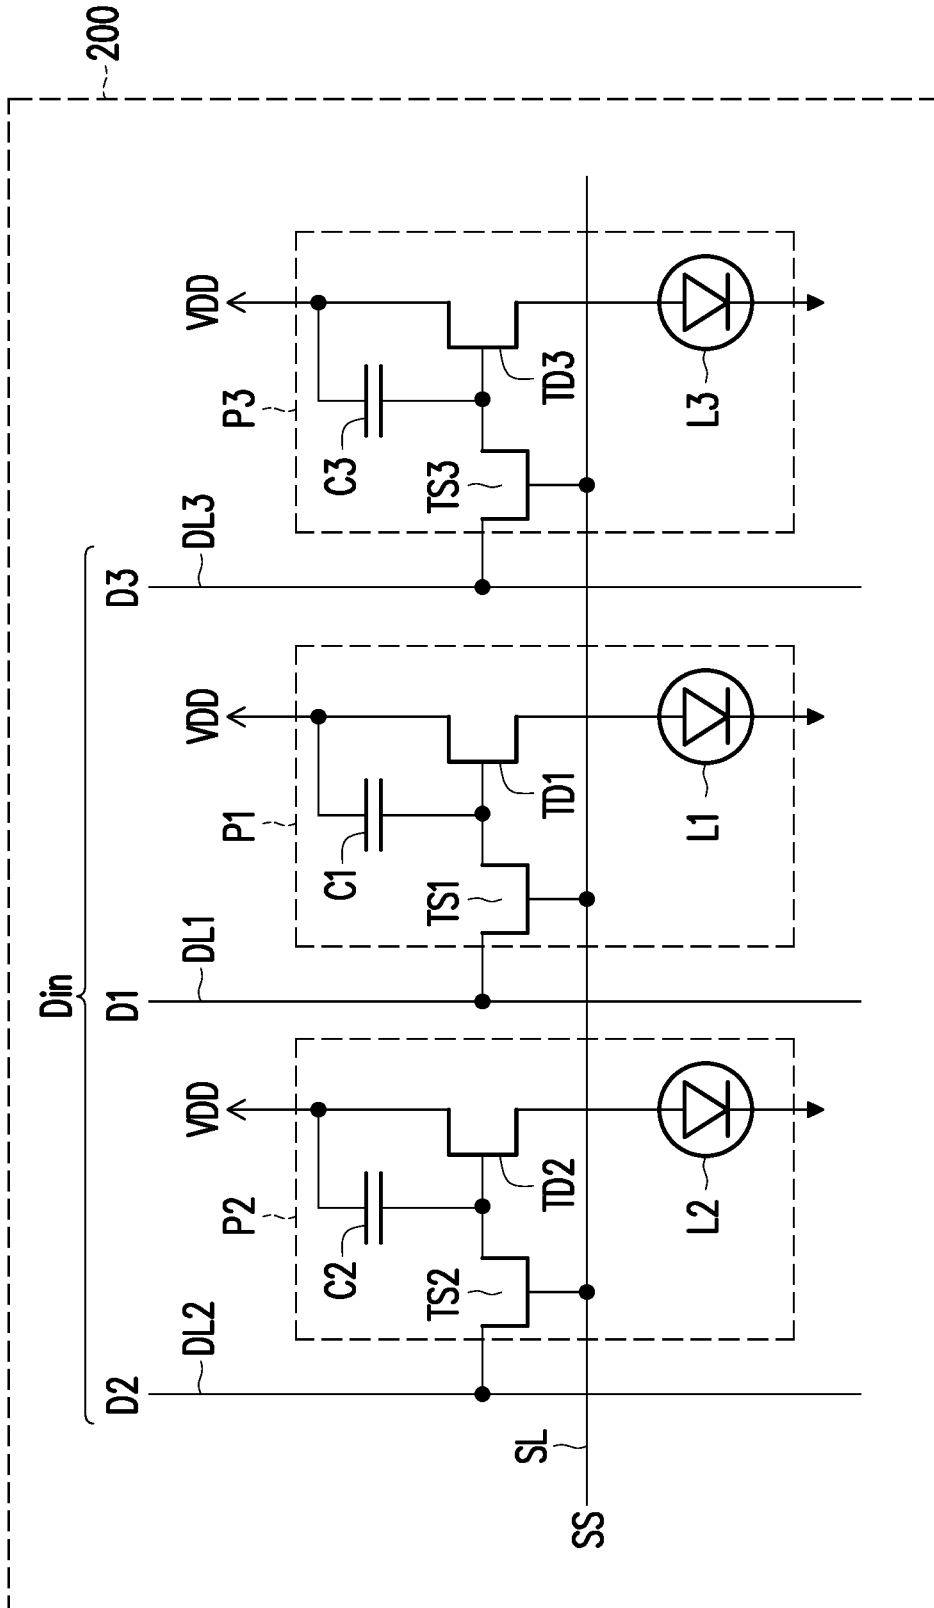 200
Din
D2
D1
D3
DL2
DL1
DL3
VDD
VDD
VDD
P2
P1
P3
C2
C1
C3
TS2
TS1
TS3
TD2
TD1
TD3
SL
SS
L2
L1
L3